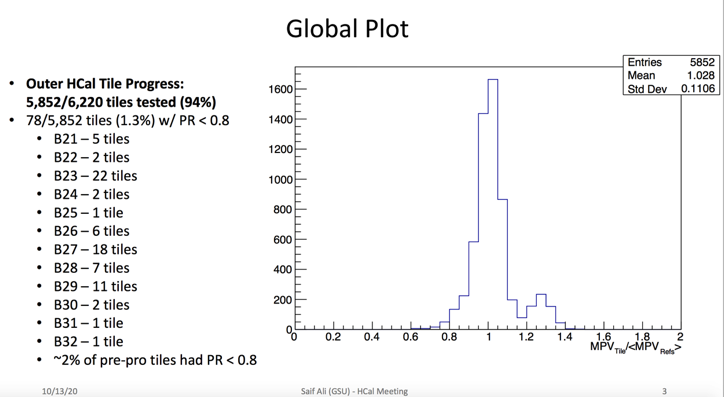 Global Plot
• Outer HCal Tile Progress:
5,852/6,220 tiles tested (94%)
• 78/5,852 tiles (1.3%) w/ PR < 0.8
• B21 – 5 tiles
• B22 – 2 tiles
• B23 – 22 tiles
• B24 – 2 tiles
• B25 – 1 tile
• B26 – 6 tiles
• B27 – 18 tiles
• B28 – 7 tiles
• B29 – 11 tiles
• B30 – 2 tiles
• B31 – 1 tile
• B32 – 1 tile
• ~2% of pre-pro tiles had PR < 0.8
Entries 5852
Mean 1.028
Std Dev 0.1106
1600
1400
1200
1000
800
600
400
200
0
0 0.2 0.4 0.6 0.8 1 1.2 1.4 1.6 1.8 2
MPV Tile/<MPV Refs>
10/13/20 Saif Ali (GSU) - HCal Meeting 3